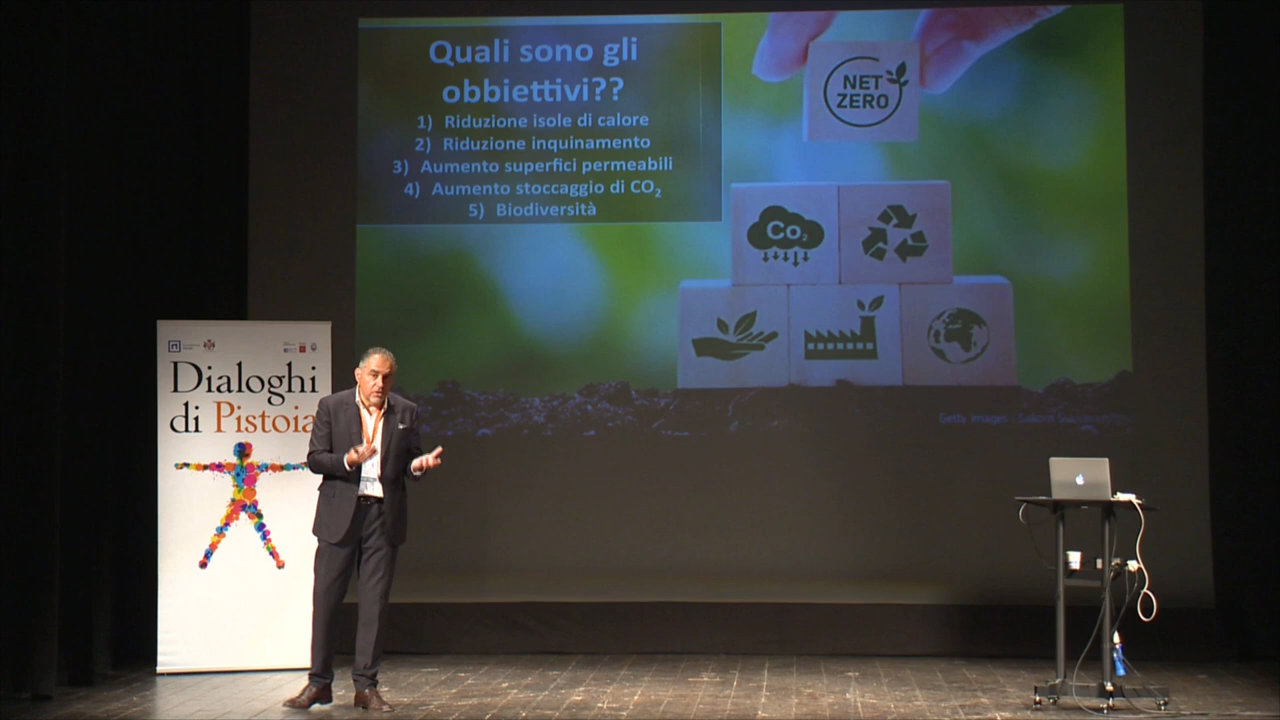 Quali sono gli
obbiettivi??
1) Riduzione isole di calore
2) Riduzione inquinamento
3) Aumento superfici permeabili
4) Aumento stoccaggio di CO₂
5) Biodiversità
NET
ZERO
Co₂
Dialoghi
di Pistoia